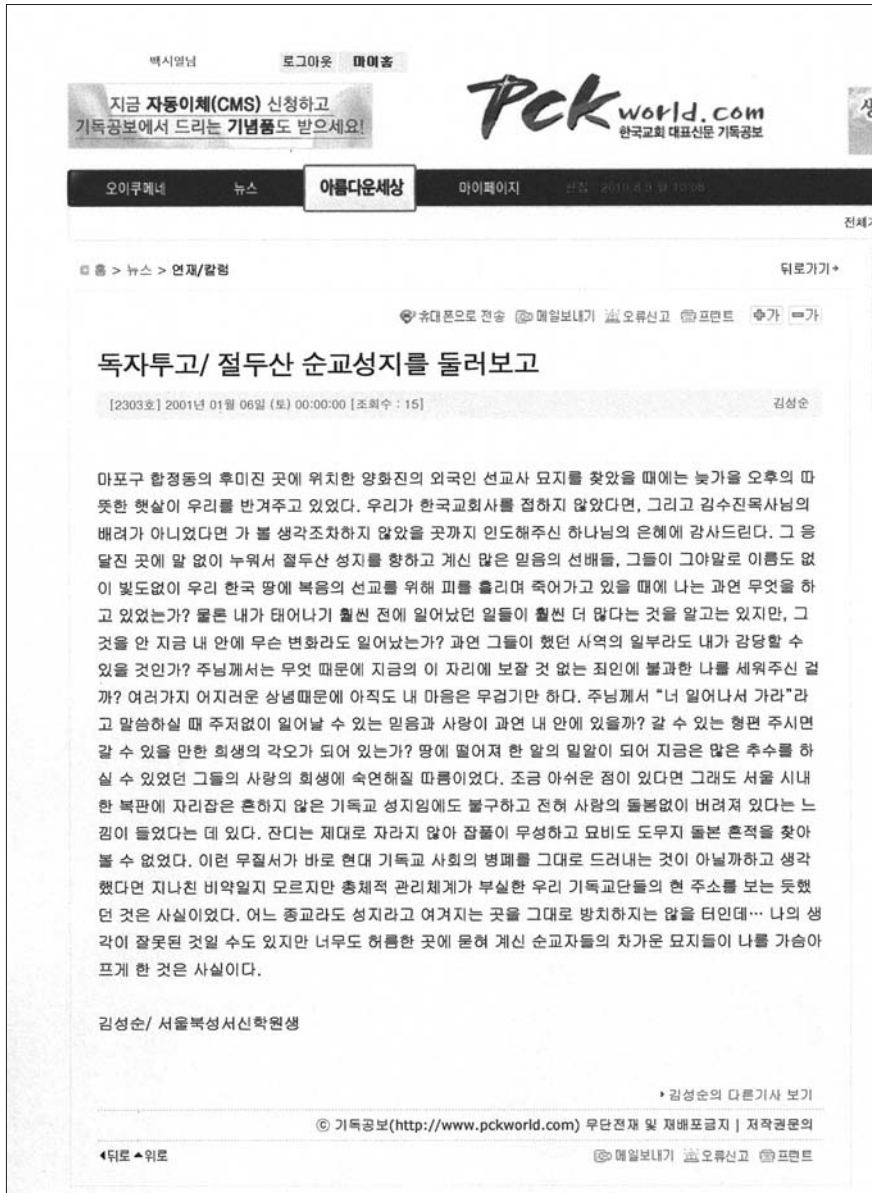 백시열님 로그아웃 마이홈
지금 자동이체(CMS) 신청하고
기독공보에서 드리는 기념품도 받으세요!
Pckworld.com
한국교회 대표신문 기독공보
오이쿠메네 뉴스 아름다운세상 마이페이지 편집 2010.8.9 월 10:08
홈 > 뉴스 > 연재/칼럼 뒤로가기
휴대폰으로 전송 메일보내기 오류신고 프린트 가 가
독자투고/ 절두산 순교성지를 둘러보고
[2303호] 2001년 01월 06일 (토) 00:00:00 [조회수 : 15] 김성순
마포구 합정동의 후미진 곳에 위치한 양화진의 외국인 선교사 묘지를 찾았을 때에는 늦가을 오후의 따
뜻한 햇살이 우리를 반겨주고 있었다. 우리가 한국교회사를 접하지 않았다면, 그리고 김수진목사님의
배려가 아니었다면 가 볼 생각조차하지 않았을 곳까지 인도해주신 하나님의 은혜에 감사드린다. 그 응
달진 곳에 말 없이 누워서 절두산 성지를 향하고 계신 많은 믿음의 선배들, 그들이 그야말로 이름도 없
이 빛도없이 우리 한국 땅에 복음의 선교를 위해 피를 흘리며 죽어가고 있을 때에 나는 과연 무엇을 하
고 있었는가? 물론 내가 태어나기 훨씬 전에 일어났던 일들이 훨씬 더 많다는 것을 알고는 있지만, 그
것을 안 지금 내 안에 무슨 변화라도 일어났는가? 과연 그들이 했던 사역의 일부라도 내가 감당할 수
있을 것인가? 주님께서는 무엇 때문에 지금의 이 자리에 보잘 것 없는 죄인에 불과한 나를 세워주신 걸
까? 여러가지 어지러운 상념때문에 아직도 내 마음은 무겁기만 하다. 주님께서 “너 일어나서 가라”라
고 말씀하실 때 주저없이 일어날 수 있는 믿음과 사랑이 과연 내 안에 있을까? 갈 수 있는 형편 주시면
갈 수 있을 만한 희생의 각오가 되어 있는가? 땅에 떨어져 한 알의 밀알이 되어 지금은 많은 추수를 하
실 수 있었던 그들의 사랑의 희생에 숙연해질 따름이었다. 조금 아쉬운 점이 있다면 그래도 서울 시내
한 복판에 자리잡은 흔하지 않은 기독교 성지임에도 불구하고 전혀 사람의 돌봄없이 버려져 있다는 느
낌이 들었다는 데 있다. 잔디는 제대로 자라지 않아 잡풀이 무성하고 묘비도 도무지 돌본 흔적을 찾아
볼 수 없었다. 이런 무질서가 바로 현대 기독교 사회의 병폐를 그대로 드러내는 것이 아닐까하고 생각
했다면 지나친 비약일지 모르지만 총체적 관리체계가 부실한 우리 기독교단들의 현 주소를 보는 듯했
던 것은 사실이었다. 어느 종교라도 성지라고 여겨지는 곳을 그대로 방치하지는 않을 터인데… 나의 생
각이 잘못된 것일 수도 있지만 너무도 허름한 곳에 묻혀 계신 순교자들의 차가운 묘지들이 나를 가슴아
프게 한 것은 사실이다.
김성순/ 서울북성서신학원생
김성순의 다른기사 보기
ⓒ 기독공보(http://www.pckworld.com) 무단전재 및 재배포금지 | 저작권문의
뒤로 위로 메일보내기 오류신고 프린트